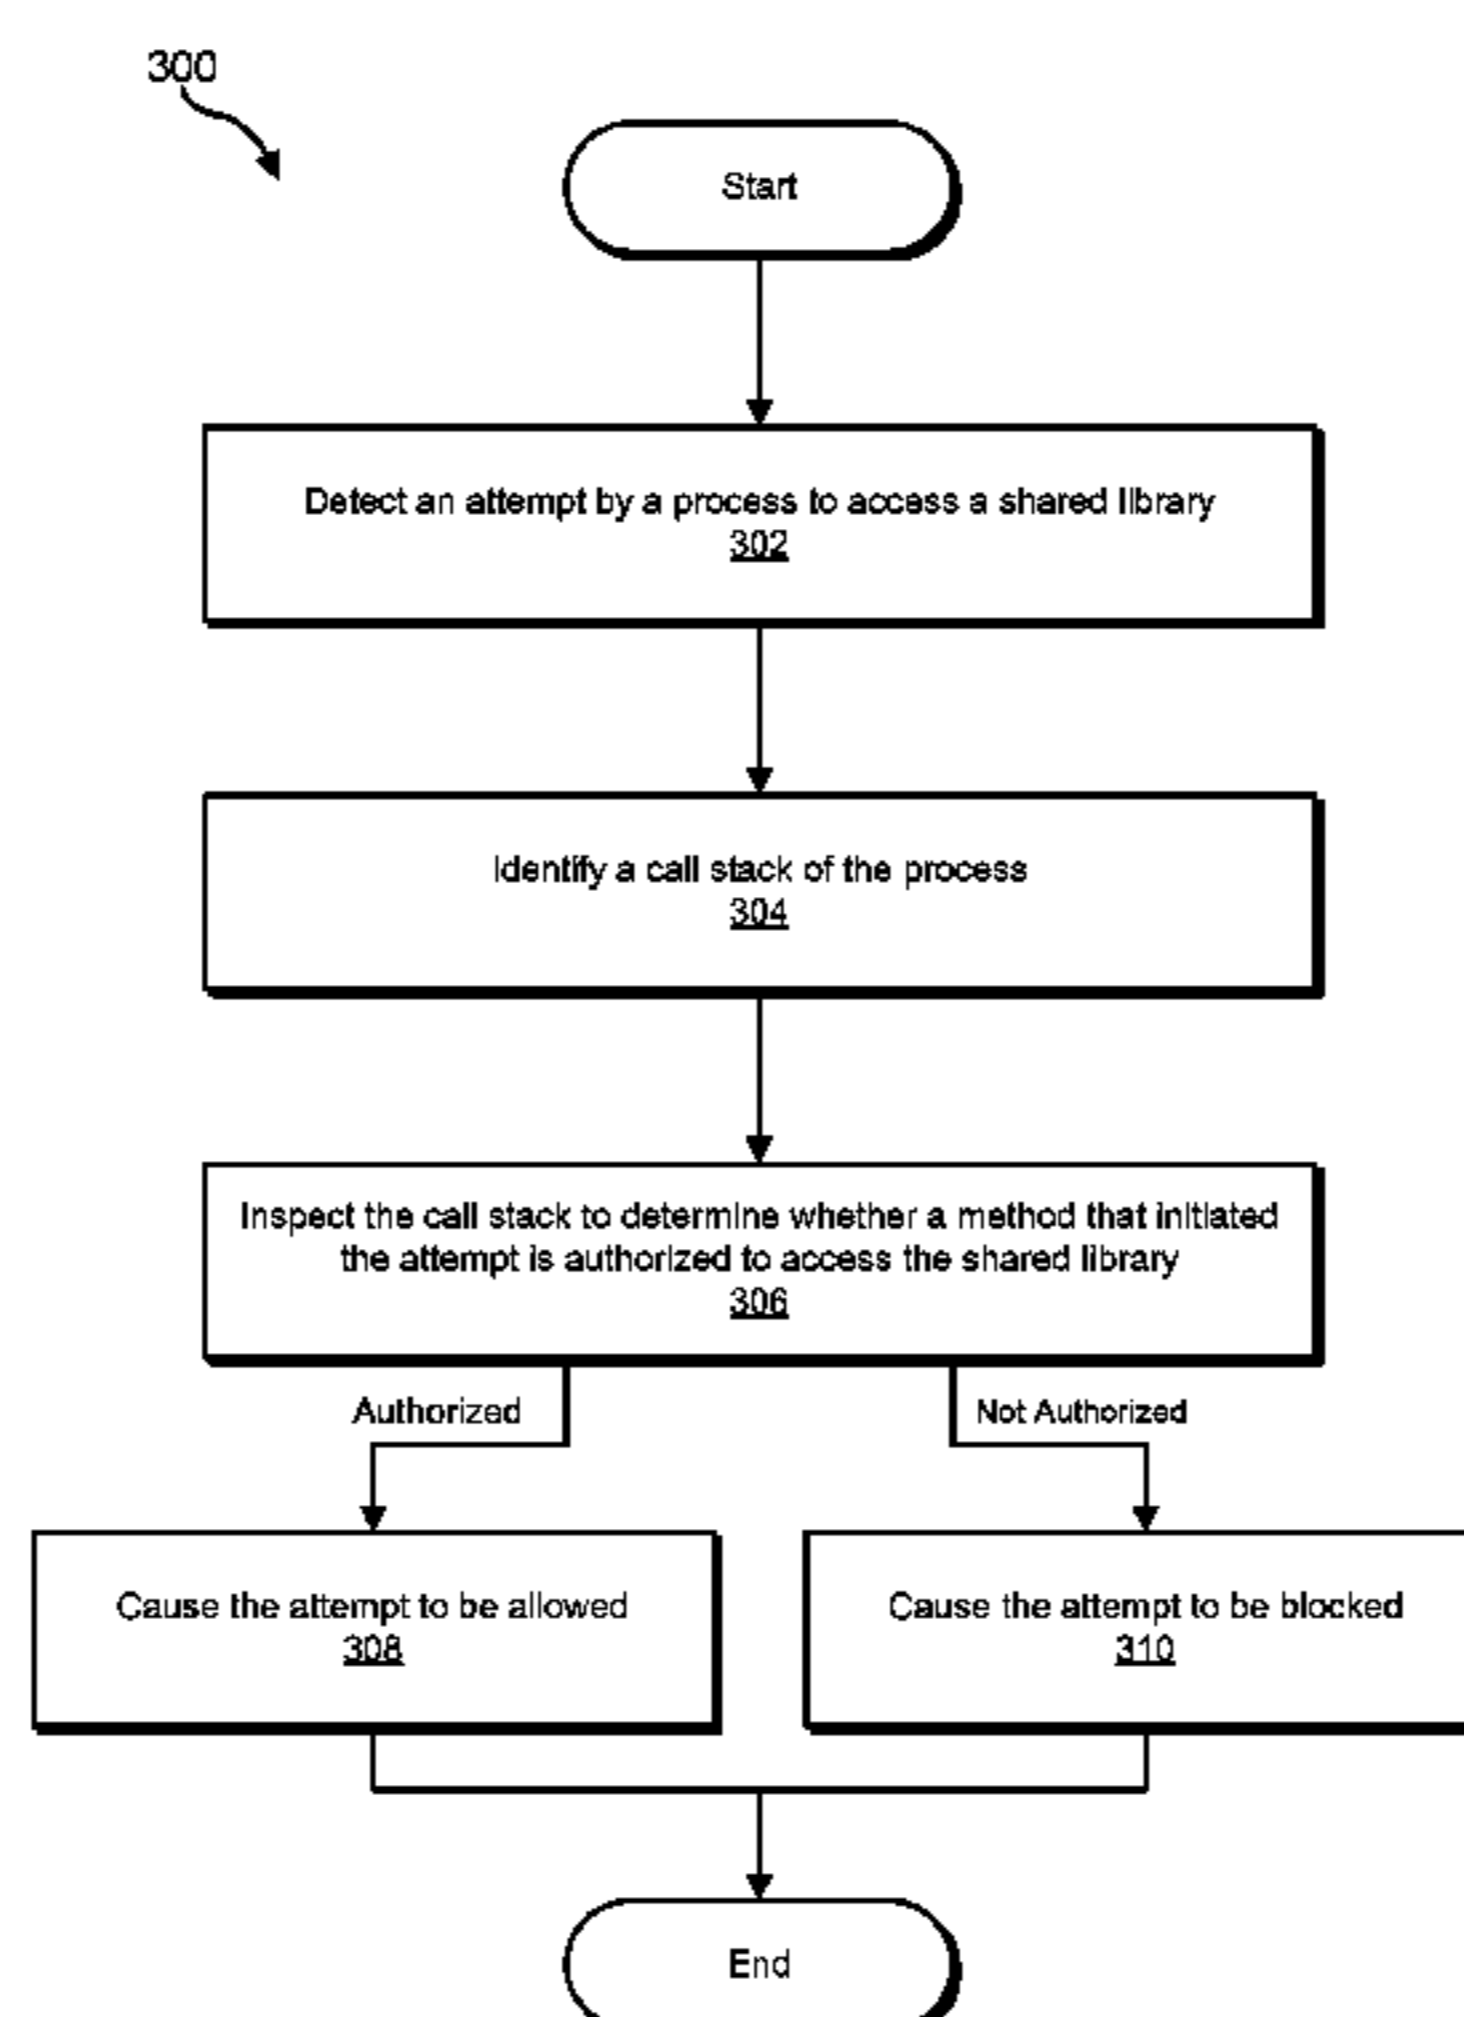 300
Start
Detect an attempt by a process to access a shared library
302
Identify a call stack of the process
304
Inspect the call stack to determine whether a method that initiated
the attempt is authorized to access the shared library
306
Authorized
Not Authorized
Cause the attempt to be allowed
308
Cause the attempt to be blocked
310
End